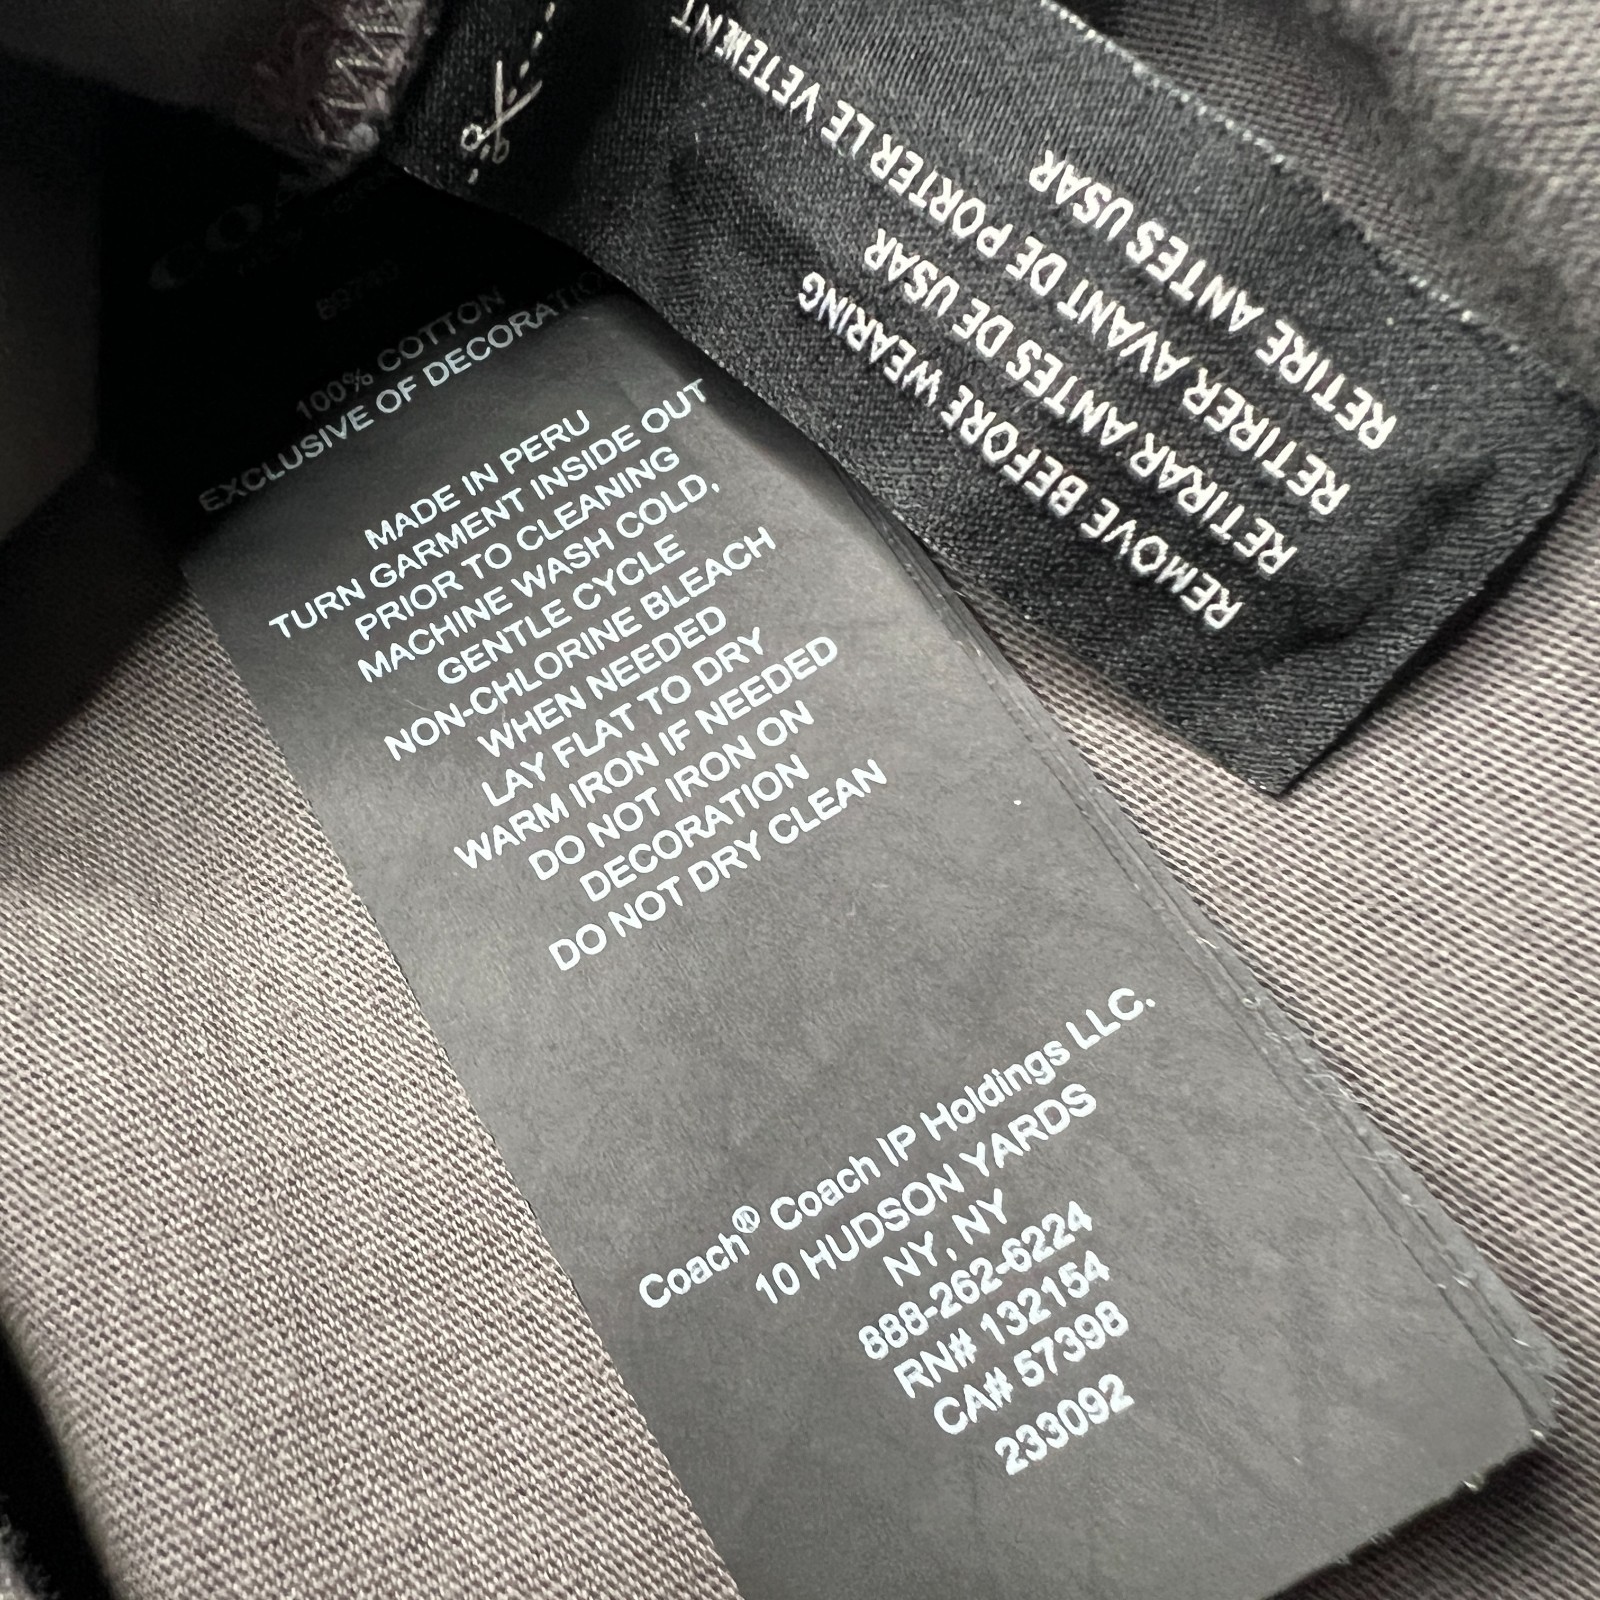 100% COTTON
EXCLUSIVE OF DECORATIO
MADE IN PERU
TURN GARMENT INSIDE OUT
PRIOR TO CLEANING
MACHINE WASH COLD,
GENTLE CYCLE
NON-CHLORINE BLEACH
WHEN NEEDED
LAY FLAT TO DRY
WARM IRON IF NEEDED
DO NOT IRON ON
DECORATION
DO NOT DRY CLEAN
Coach® Coach IP Holdings LLC.
10 HUDSON YARDS
NY, NY
888-262-6224
RN# 132154
CA# 57398
233092
REMOVE BEFORE WEARING
RETIRAR ANTES DE USAR
RETIRER AVANT DE PORTER LE VETEMENT
RETIRE ANTES USAR